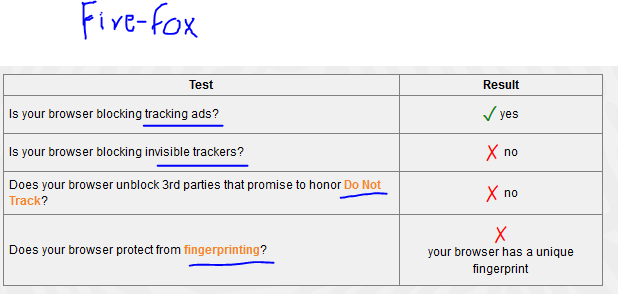 Fire-fox
Test Result
Is your browser blocking tracking ads? ✓ yes
Is your browser blocking invisible trackers? ✗ no
Does your browser unblock 3rd parties that promise to honor Do Not
Track? ✗ no
Does your browser protect from fingerprinting? ✗
your browser has a unique
fingerprint